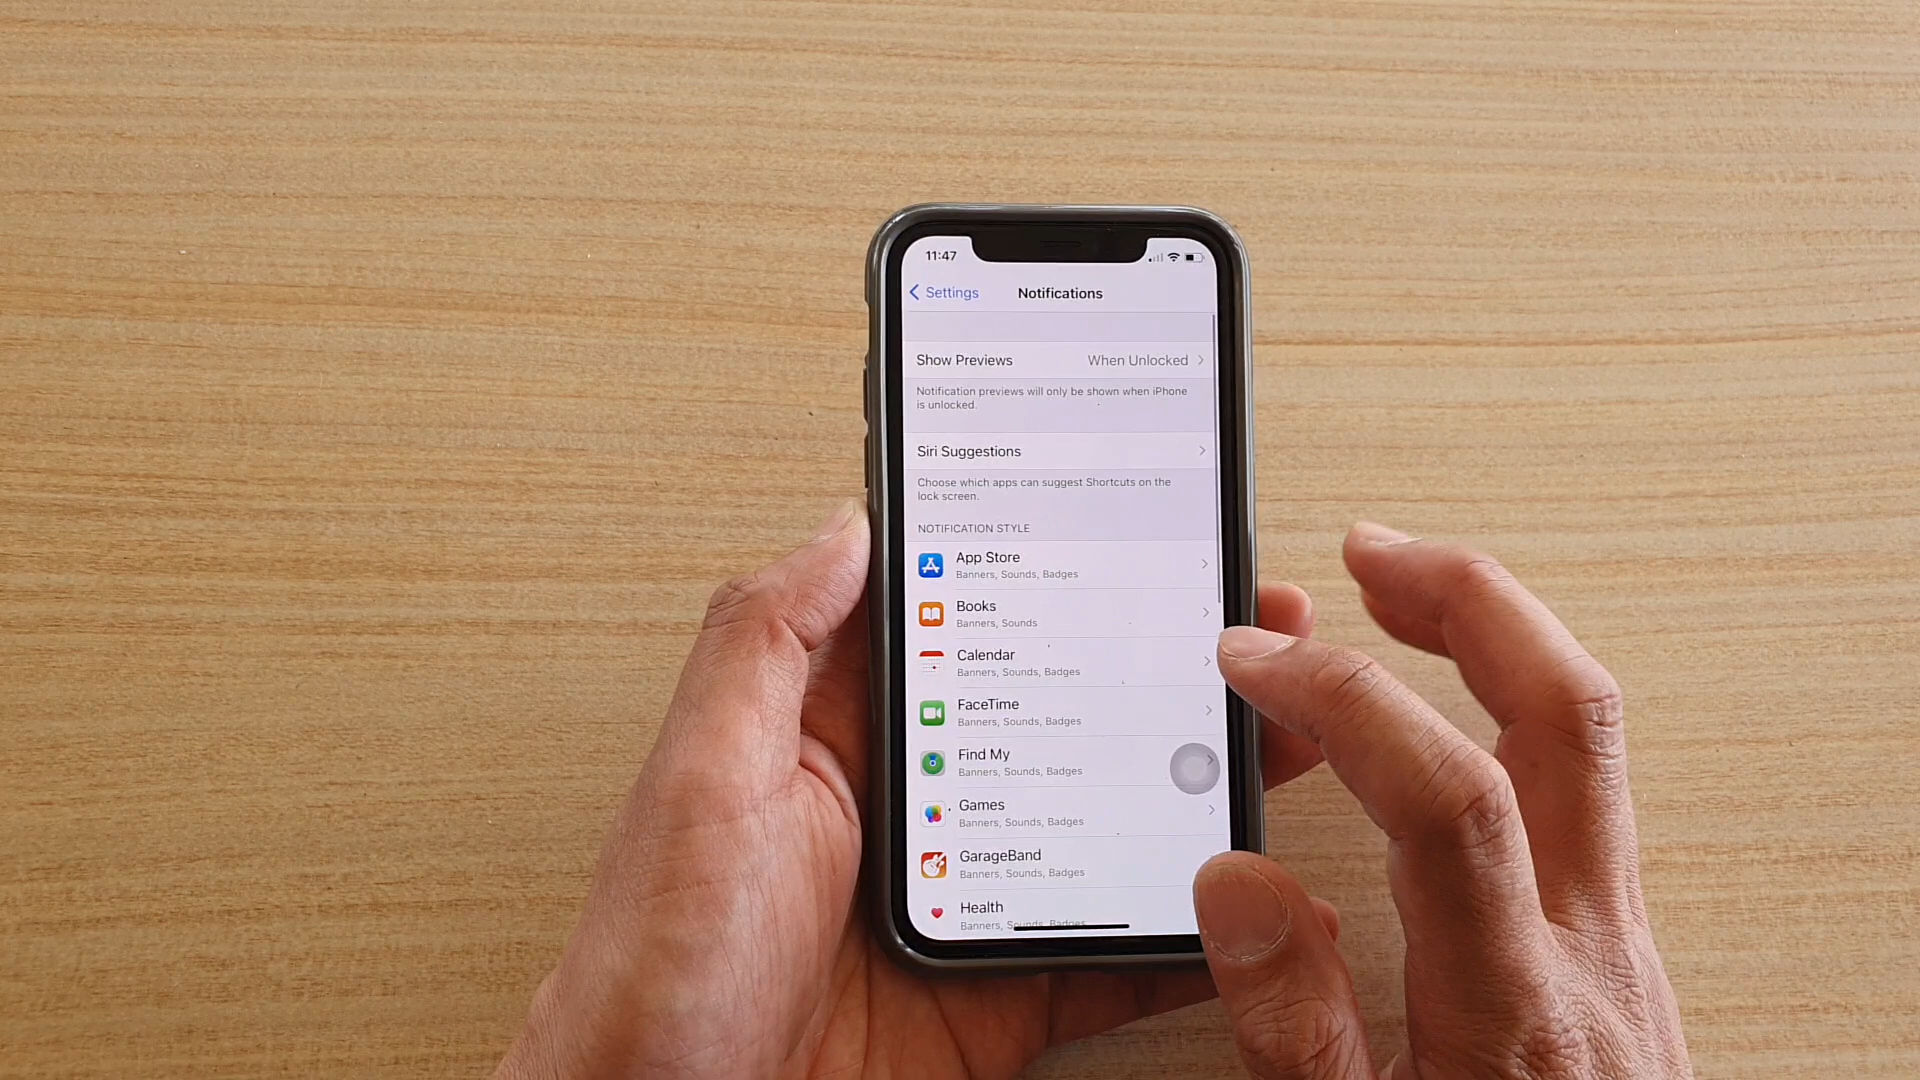 11:47
Settings
Notifications
Show Previews When Unlocked
Notification previews will only be shown when iPhone
is unlocked.
Siri Suggestions
Choose which apps can suggest Shortcuts on the
lock screen.
NOTIFICATION STYLE
App Store
Banners, Sounds, Badges
Books
Banners, Sounds
Calendar
Banners, Sounds, Badges
FaceTime
Banners, Sounds, Badges
Find My
Banners, Sounds, Badges
Games
Banners, Sounds, Badges
GarageBand
Banners, Sounds, Badges
Health
Banners, Sounds, Badges